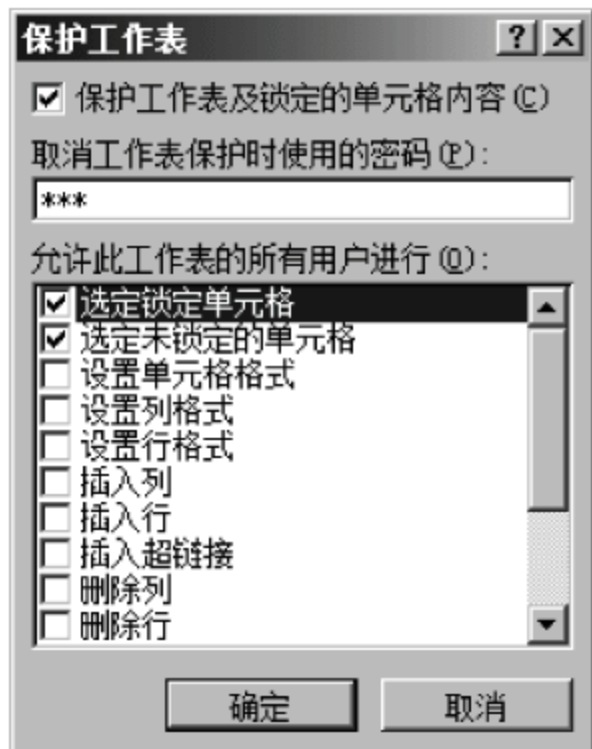 保护工作表
保护工作表及锁定的单元格内容(C)
取消工作表保护时使用的密码(P):
***
允许此工作表的所有用户进行(O):
选定锁定单元格
选定未锁定的单元格
设置单元格格式
设置列格式
设置行格式
插入列
插入行
插入超链接
删除列
删除行
确定 取消